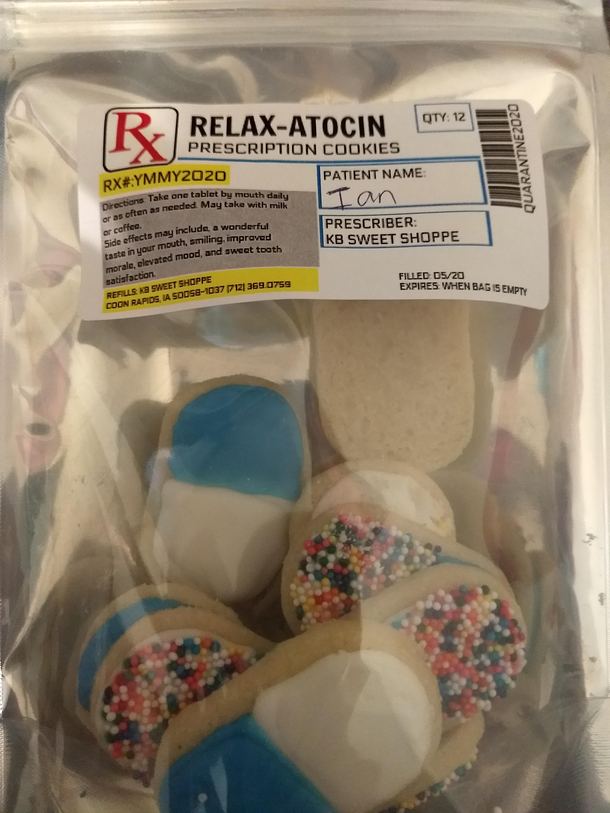 Rx
RELAX-ATOCIN
PRESCRIPTION COOKIES
QTY: 12
QUARANTINE2020
RX#:YMMY2020
Directions: Take one tablet by mouth daily
or as often as needed. May take with milk
or coffee.
Side effects may include, a wonderful
taste in your mouth, smiling, improved
morale, elevated mood, and sweet tooth
satisfaction.
REFILLS: KB SWEET SHOPPE
COON RAPIDS, IA 50058-1037 (712) 369.0759
PATIENT NAME:
Ian
PRESCRIBER:
KB SWEET SHOPPE
FILLED: 05/20
EXPIRES: WHEN BAG IS EMPTY